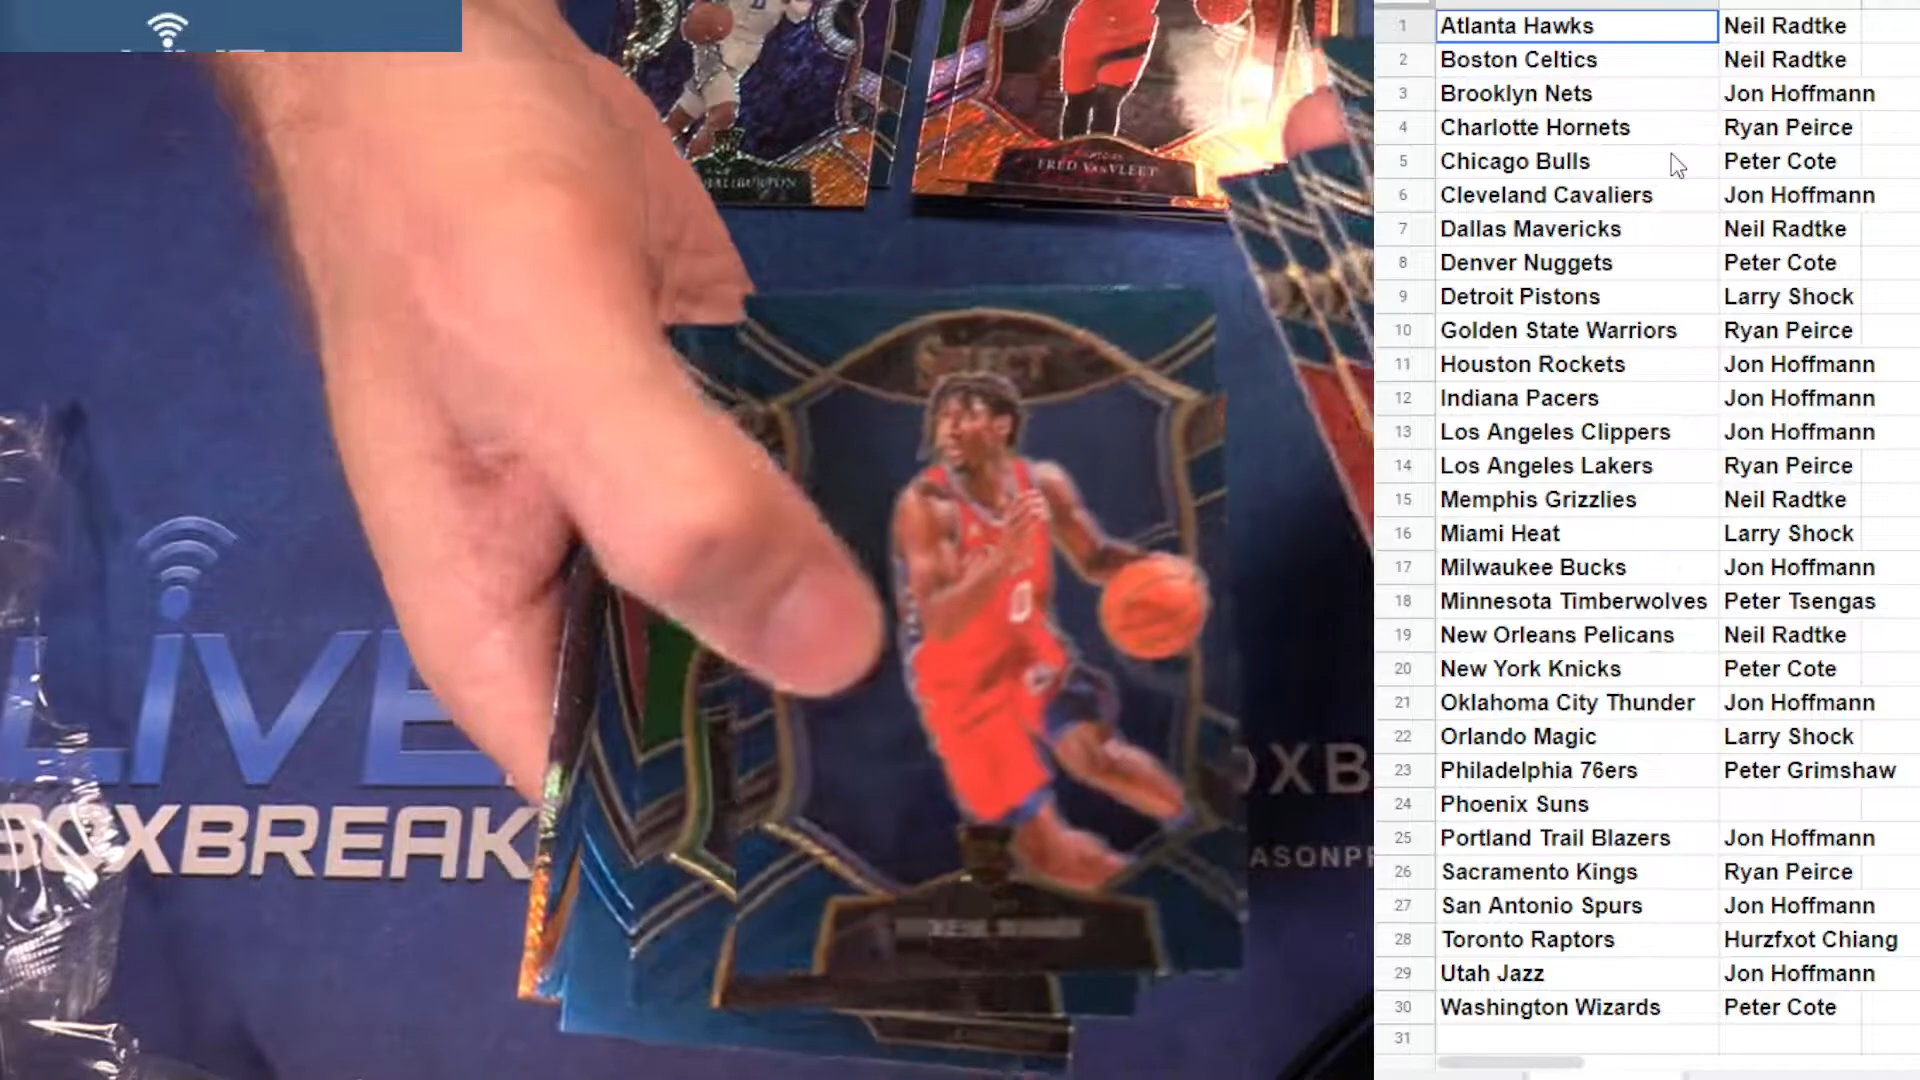 HALIBURTON
FRED VANVLEET
SELECT
0
LIVE
BOXBREAK
OXB
ASONPR
1 Atlanta Hawks Neil Radtke
2 Boston Celtics Neil Radtke
3 Brooklyn Nets Jon Hoffmann
4 Charlotte Hornets Ryan Peirce
5 Chicago Bulls Peter Cote
6 Cleveland Cavaliers Jon Hoffmann
7 Dallas Mavericks Neil Radtke
8 Denver Nuggets Peter Cote
9 Detroit Pistons Larry Shock
10 Golden State Warriors Ryan Peirce
11 Houston Rockets Jon Hoffmann
12 Indiana Pacers Jon Hoffmann
13 Los Angeles Clippers Jon Hoffmann
14 Los Angeles Lakers Ryan Peirce
15 Memphis Grizzlies Neil Radtke
16 Miami Heat Larry Shock
17 Milwaukee Bucks Jon Hoffmann
18 Minnesota Timberwolves Peter Tsengas
19 New Orleans Pelicans Neil Radtke
20 New York Knicks Peter Cote
21 Oklahoma City Thunder Jon Hoffmann
22 Orlando Magic Larry Shock
23 Philadelphia 76ers Peter Grimshaw
24 Phoenix Suns
25 Portland Trail Blazers Jon Hoffmann
26 Sacramento Kings Ryan Peirce
27 San Antonio Spurs Jon Hoffmann
28 Toronto Raptors Hurzfxot Chiang
29 Utah Jazz Jon Hoffmann
30 Washington Wizards Peter Cote
31